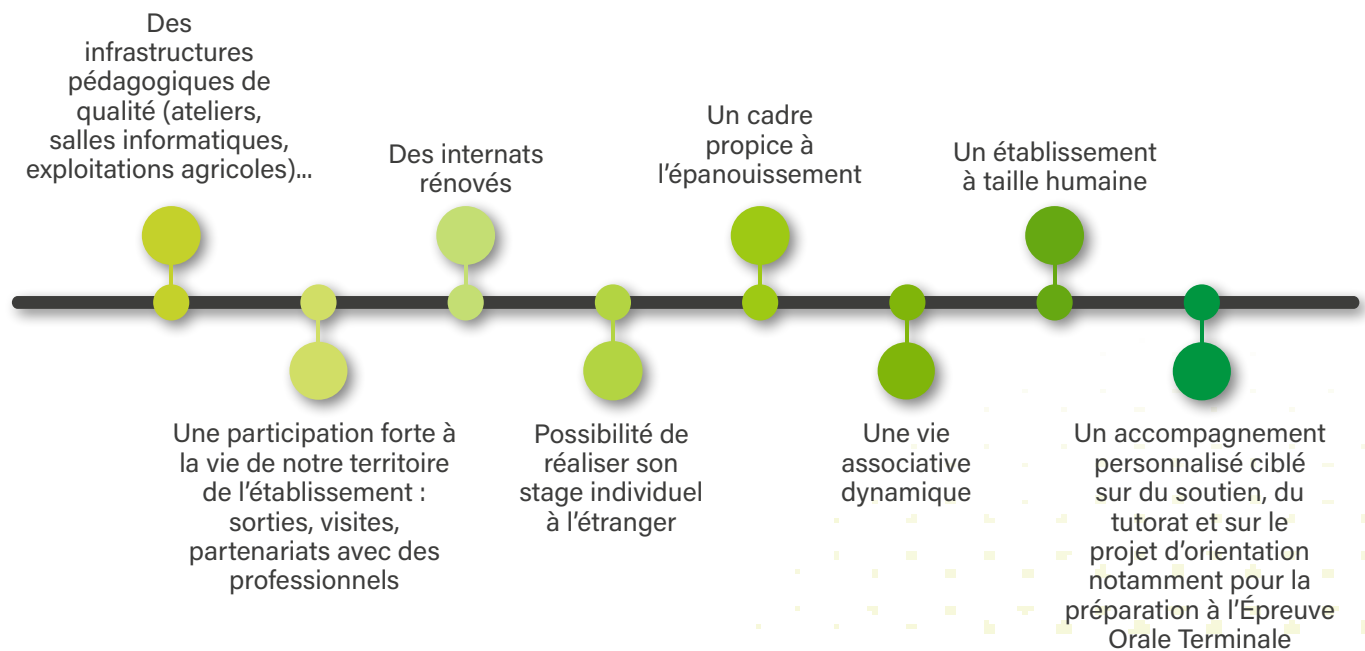 Des
infrastructures
pédagogiques de
qualité (ateliers,
salles informatiques,
exploitations agricoles)...
Une participation forte à
la vie de notre territoire
de l'établissement :
sorties, visites,
partenariats avec des
professionnels
Des internats
rénovés
Possibilité de
réaliser son
stage individuel
à l'étranger
Un cadre
propice à
l'épanouissement
Une vie
associative
dynamique
Un établissement
à taille humaine
Un accompagnement
personnalisé ciblé
sur du soutien, du
tutorat et sur le
projet d'orientation
notamment pour la
préparation à l'Épreuve
Orale Terminale